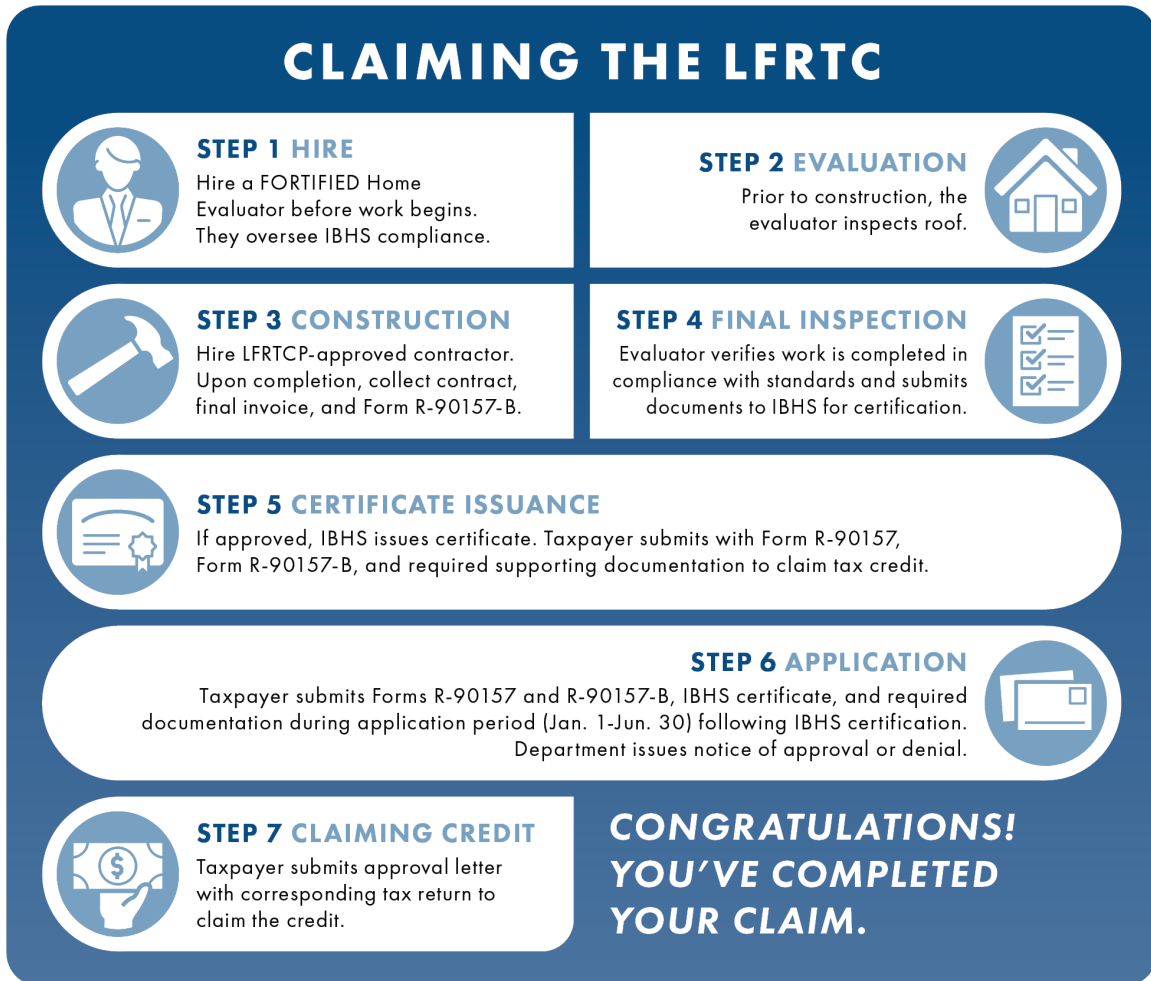 CLAIMING THE LFRTC
STEP 1 HIRE
Hire a FORTIFIED Home
Evaluator before work begins.
They oversee IBHS compliance.
STEP 2 EVALUATION
Prior to construction, the
evaluator inspects roof.
STEP 3 CONSTRUCTION
Hire LFRTCP-approved contractor.
Upon completion, collect contract,
final invoice, and Form R-90157-B.
STEP 4 FINAL INSPECTION
Evaluator verifies work is completed in
compliance with standards and submits
documents to IBHS for certification.
STEP 5 CERTIFICATE ISSUANCE
If approved, IBHS issues certificate. Taxpayer submits with Form R-90157,
Form R-90157-B, and required supporting documentation to claim tax credit.
STEP 6 APPLICATION
Taxpayer submits Forms R-90157 and R-90157-B, IBHS certificate, and required
documentation during application period (Jan. 1-Jun. 30) following IBHS certification.
Department issues notice of approval or denial.
STEP 7 CLAIMING CREDIT
Taxpayer submits approval letter
with corresponding tax return to
claim the credit.
$
CONGRATULATIONS!
YOU'VE COMPLETED
YOUR CLAIM.